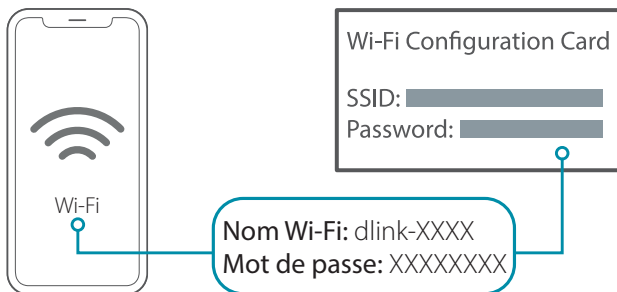 Wi-Fi Configuration Card
SSID:
Password:
Wi-Fi
Nom Wi-Fi: dlink-XXXX
Mot de passe: XXXXXXXX